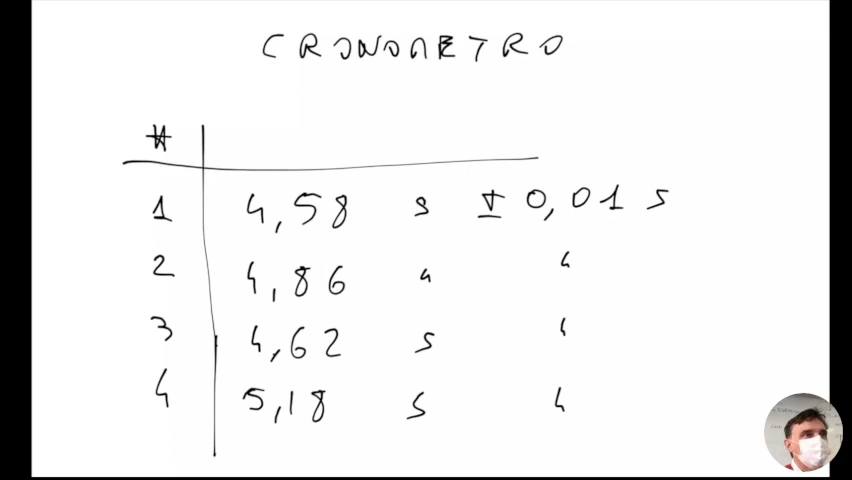 CRONOMETRO
#
1 4,58 s ± 0,01 s
2 4,86 " "
3 4,62 s "
4 5,18 s "